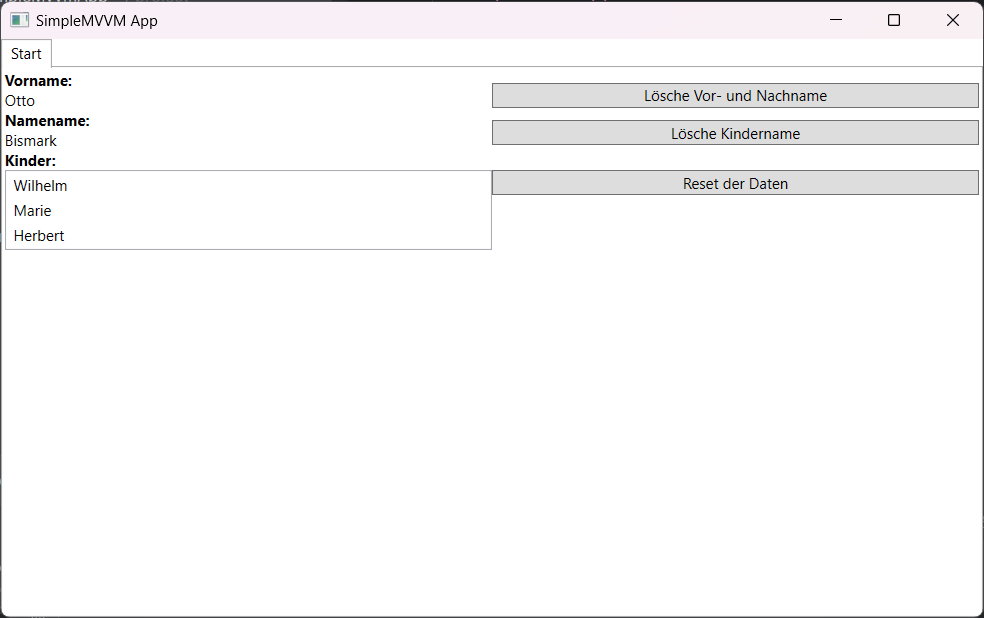 SimpleMVVM App
Start
Vorname:
Otto
Namename:
Bismark
Kinder:
Wilhelm
Marie
Herbert
Lösche Vor- und Nachname
Lösche Kindername
Reset der Daten